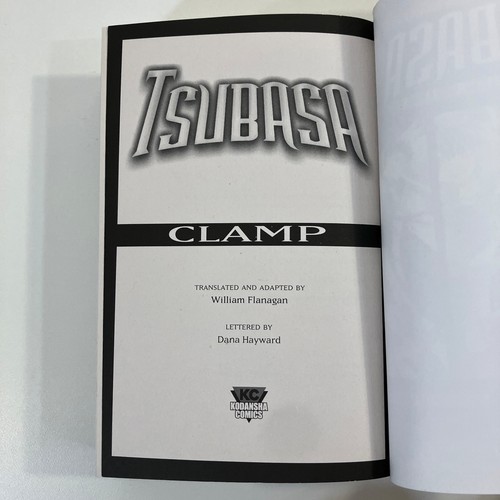 TSUBASA
CLAMP
TRANSLATED AND ADAPTED BY
William Flanagan
LETTERED BY
Dana Hayward
KC
KODANSHA
COMICS